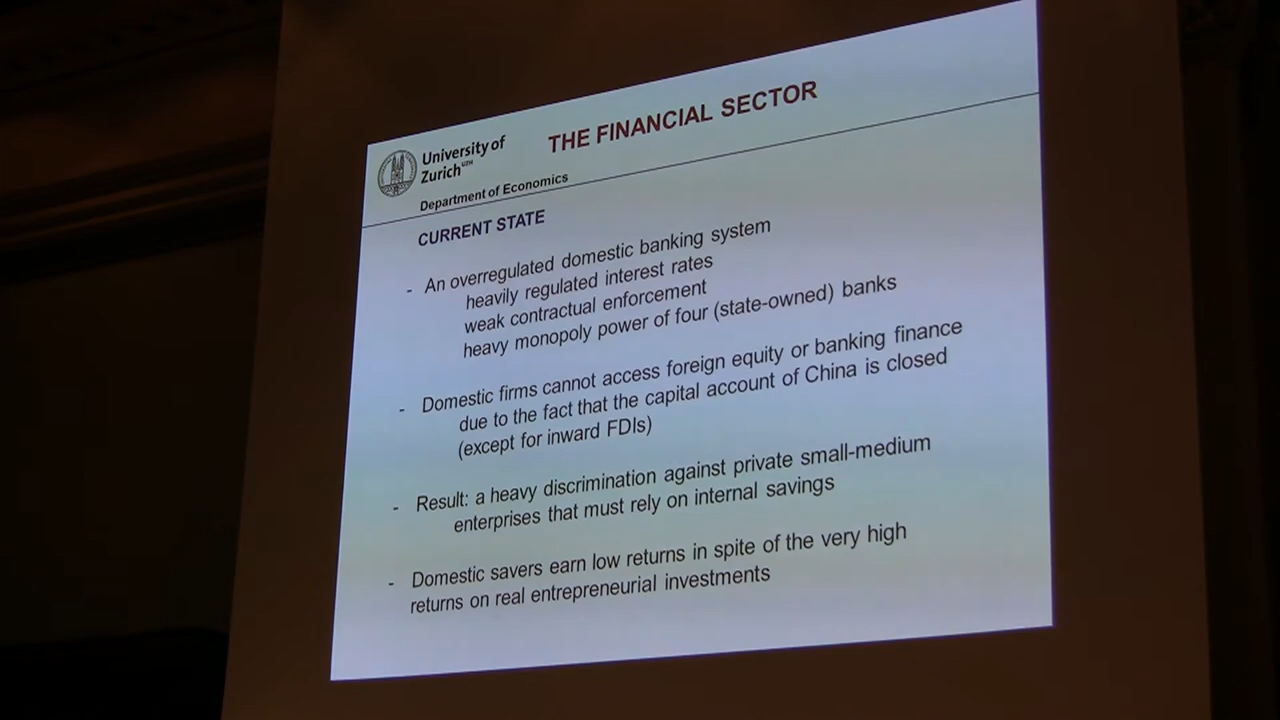 University of
Zurich UZH
THE FINANCIAL SECTOR
Department of Economics
CURRENT STATE
- An overregulated domestic banking system
heavily regulated interest rates
weak contractual enforcement
heavy monopoly power of four (state-owned) banks
- Domestic firms cannot access foreign equity or banking finance
due to the fact that the capital account of China is closed
(except for inward FDIs)
- Result: a heavy discrimination against private small-medium
enterprises that must rely on internal savings
- Domestic savers earn low returns in spite of the very high
returns on real entrepreneurial investments